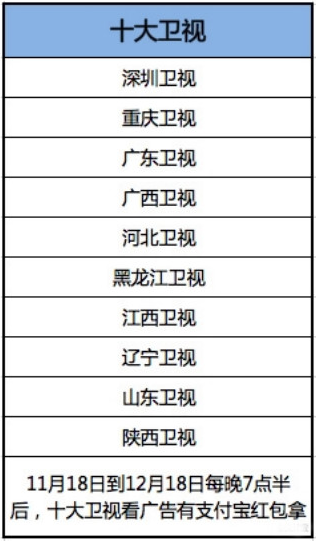 十大卫视
深圳卫视
重庆卫视
广东卫视
广西卫视
河北卫视
黑龙江卫视
江西卫视
辽宁卫视
山东卫视
陕西卫视
11月18日到12月18日每晚7点半
后，十大卫视看广告有支付宝红包拿